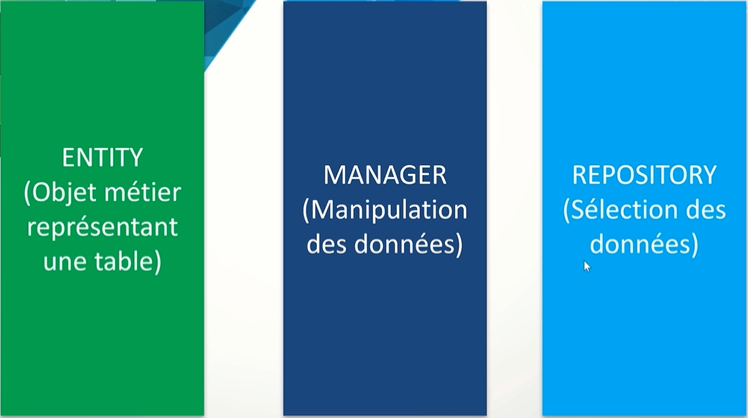 ENTITY
(Objet métier
représentant
une table)
MANAGER
(Manipulation
des données)
REPOSITORY
(Sélection des
données)